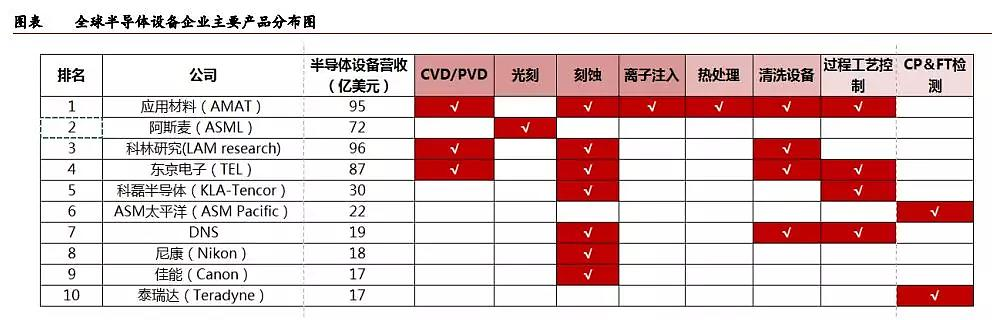 图表 全球半导体设备企业主要产品分布图
排名 公司 半导体设备营收（亿美元） CVD/PVD 光刻 刻蚀 离子注入 热处理 清洗设备 过程工艺控制 CP&FT检测
1 应用材料（AMAT） 95 √ √ √ √ √ √
2 阿斯麦（ASML） 72 √
3 科林研究(LAM research) 96 √ √ √
4 东京电子（TEL） 87 √ √ √ √
5 科磊半导体（KLA-Tencor） 30 √ √
6 ASM太平洋（ASM Pacific） 22 √
7 DNS 19 √ √ √
8 尼康（Nikon） 18 √
9 佳能（Canon） 17 √
10 泰瑞达（Teradyne） 17 √